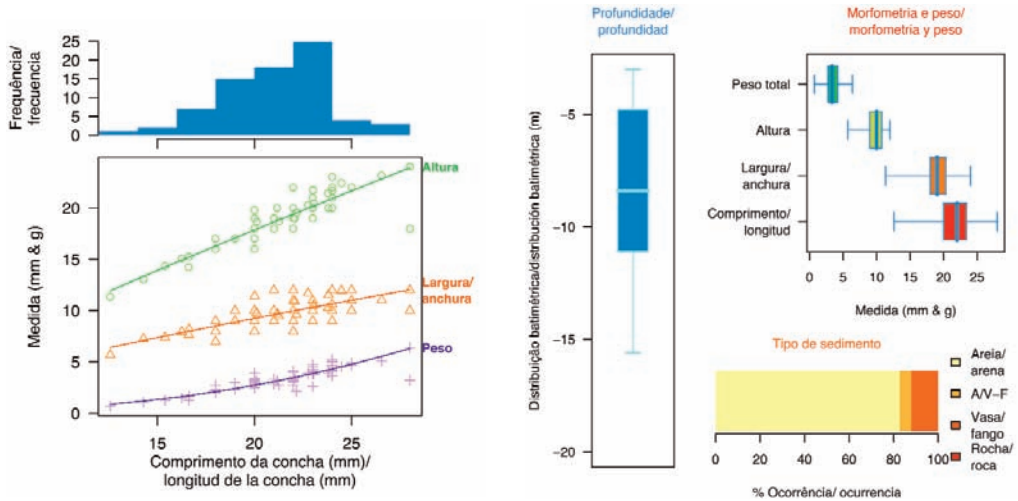 Frequência/
frecuencia
25
20
15
10
5
0
Medida (mm & g)
20
15
10
5
0
Altura
Largura/
anchura
Peso
15
20
25
Comprimento da concha (mm)/
longitud de la concha (mm)
Profundidade/
profundidad
Distribuição batimétrica/distribución batimétrica (m)
−5
−10
−15
−20
Morfometria e peso/
morfometría y peso
Peso total
Altura
Largura/
anchura
Comprimento/
longitud
0
5
10
15
20
25
Medida (mm & g)
Tipo de sedimento
0
20
40
60
80
100
% Ocorrência/ ocurrencia
Areia/
arena
A/V−F
Vasa/
fango
Rocha/
roca